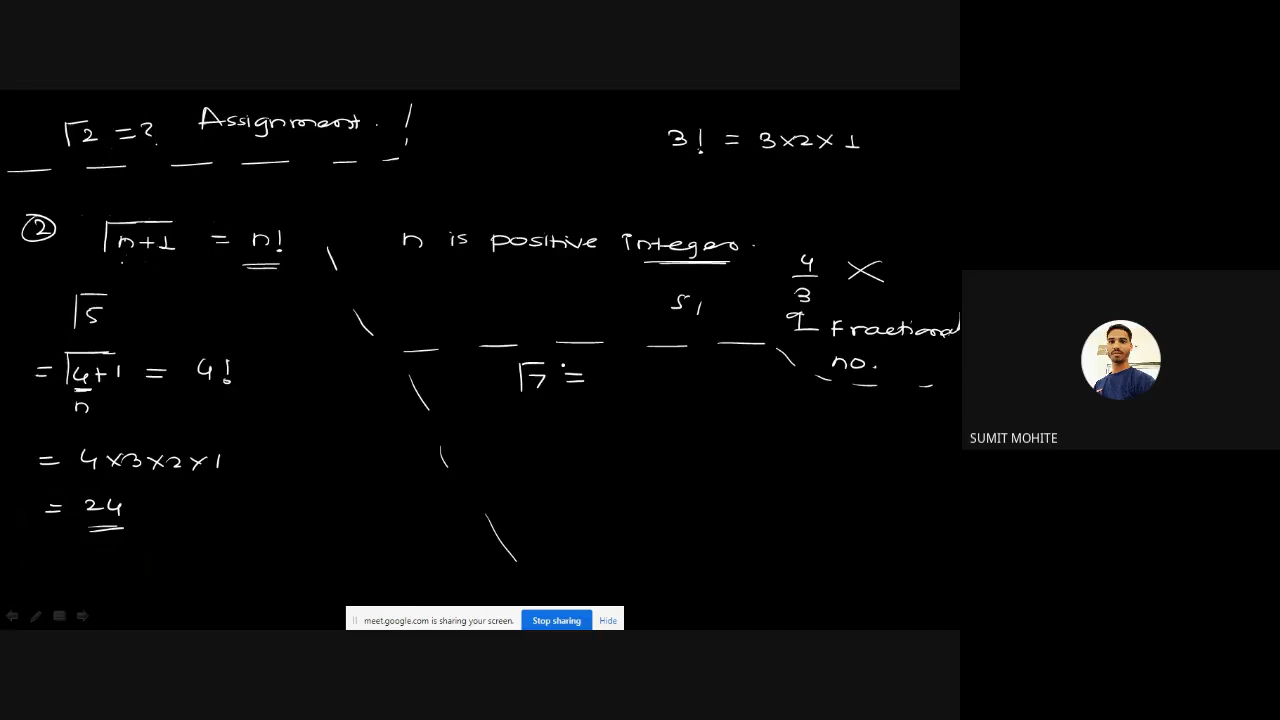 Γ2 = ? Assignment. !
3! = 3×2×1
② Γn+1 = n! n is positive integer.
4/3 ×
Γ5
5,
Fractional
no.
= Γ4+1 = 4!
n
Γ7 =
= 4×3×2×1
= 24
SUMIT MOHITE
meet.google.com is sharing your screen. Stop sharing Hide